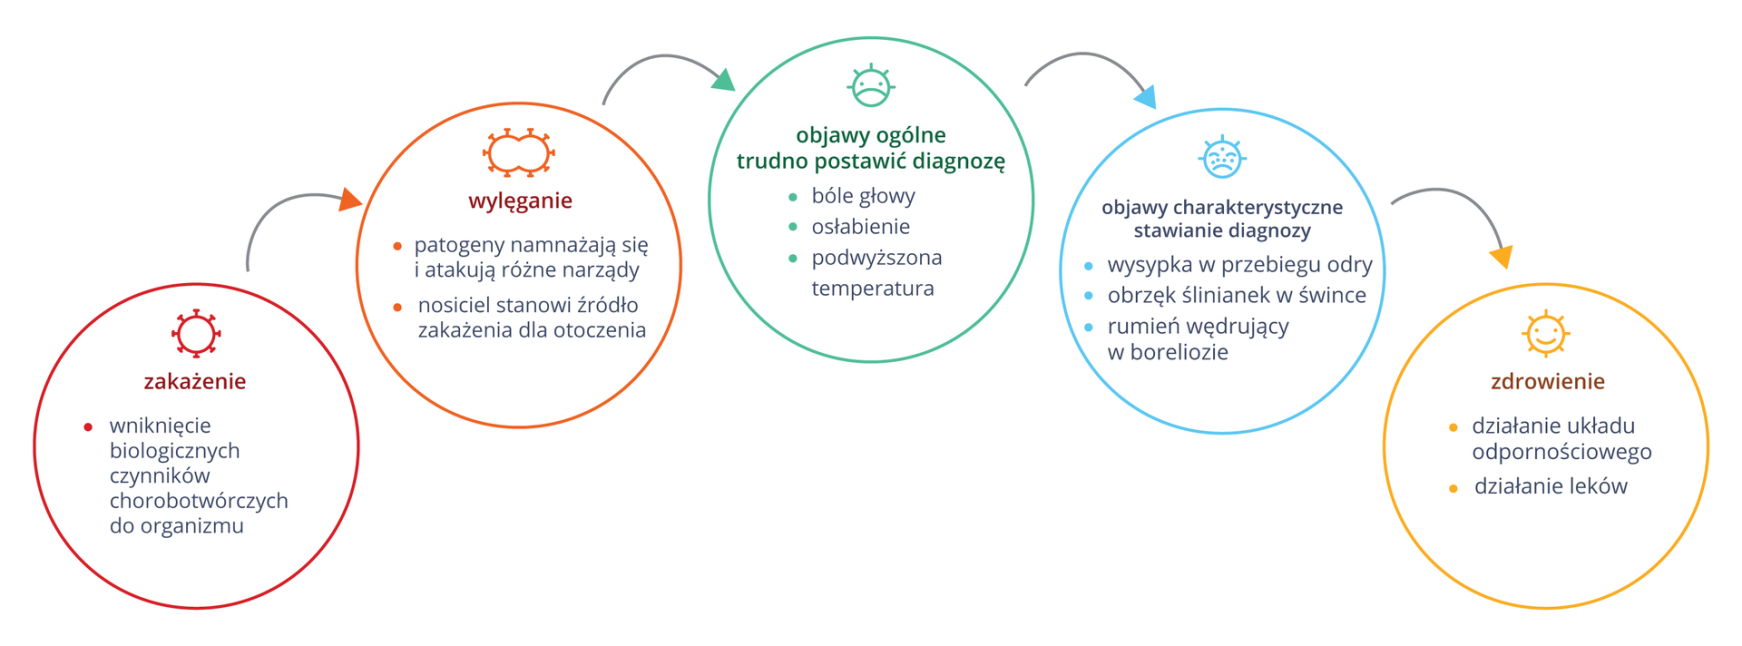 zakażenie
• wniknięcie
biologicznych
czynników
chorobotwórczych
do organizmu
wylęganie
• patogeny namnażają się
i atakują różne narządy
• nosiciel stanowi źródło
zakażenia dla otoczenia
objawy ogólne
trudno postawić diagnozę
• bóle głowy
• osłabienie
• podwyższona
temperatura
objawy charakterystyczne
stawianie diagnozy
• wysypka w przebiegu odry
• obrzęk ślinianek w śwince
• rumień wędrujący
w boreliozie
zdrowienie
• działanie układu
odpornościowego
• działanie leków